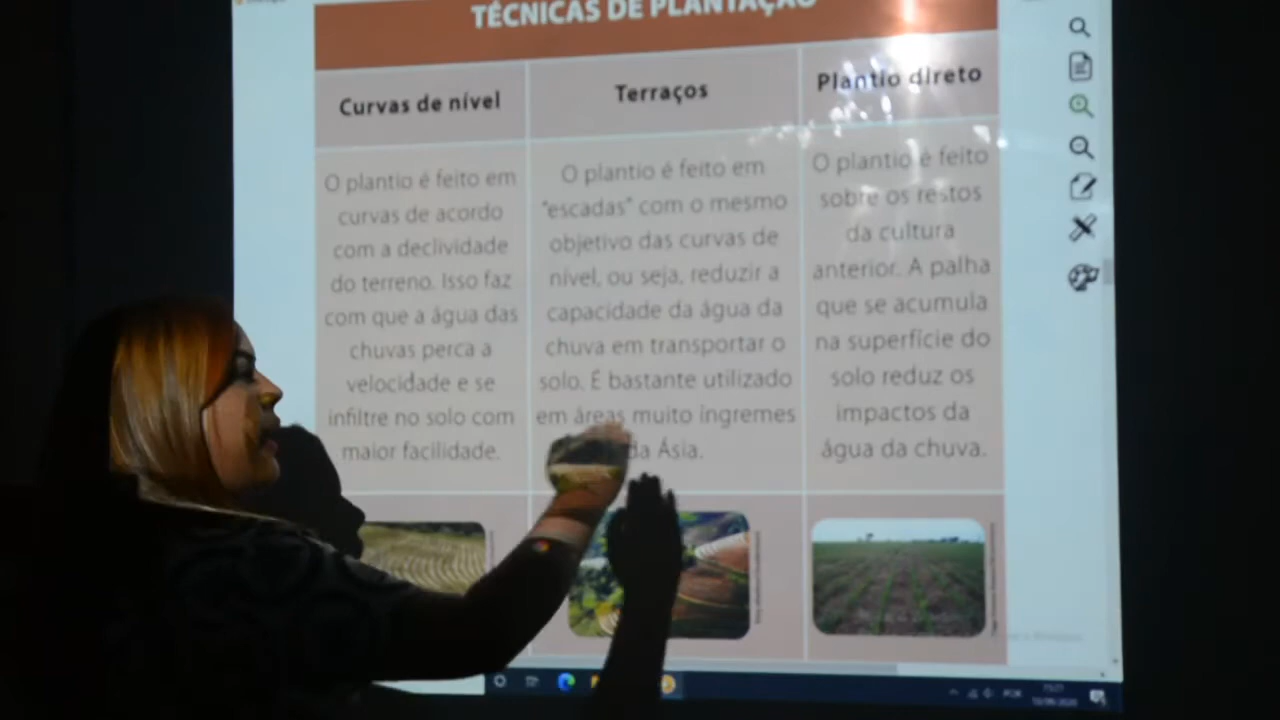 TÉCNICAS DE PLANTAÇÃO
Curvas de nível
Terraços
Plantio direto
O plantio é feito em
curvas de acordo
com a declividade
do terreno. Isso faz
com que a água das
chuvas perca a
velocidade e se
infiltre no solo com
maior facilidade.
O plantio é feito em
"escadas" com o mesmo
objetivo das curvas de
nível, ou seja, reduzir a
capacidade da água da
chuva em transportar o
solo. É bastante utilizado
em áreas muito íngremes
da Ásia.
O plantio é feito
sobre os restos
da cultura
anterior. A palha
que se acumula
na superfície do
solo reduz os
impactos da
água da chuva.
POR